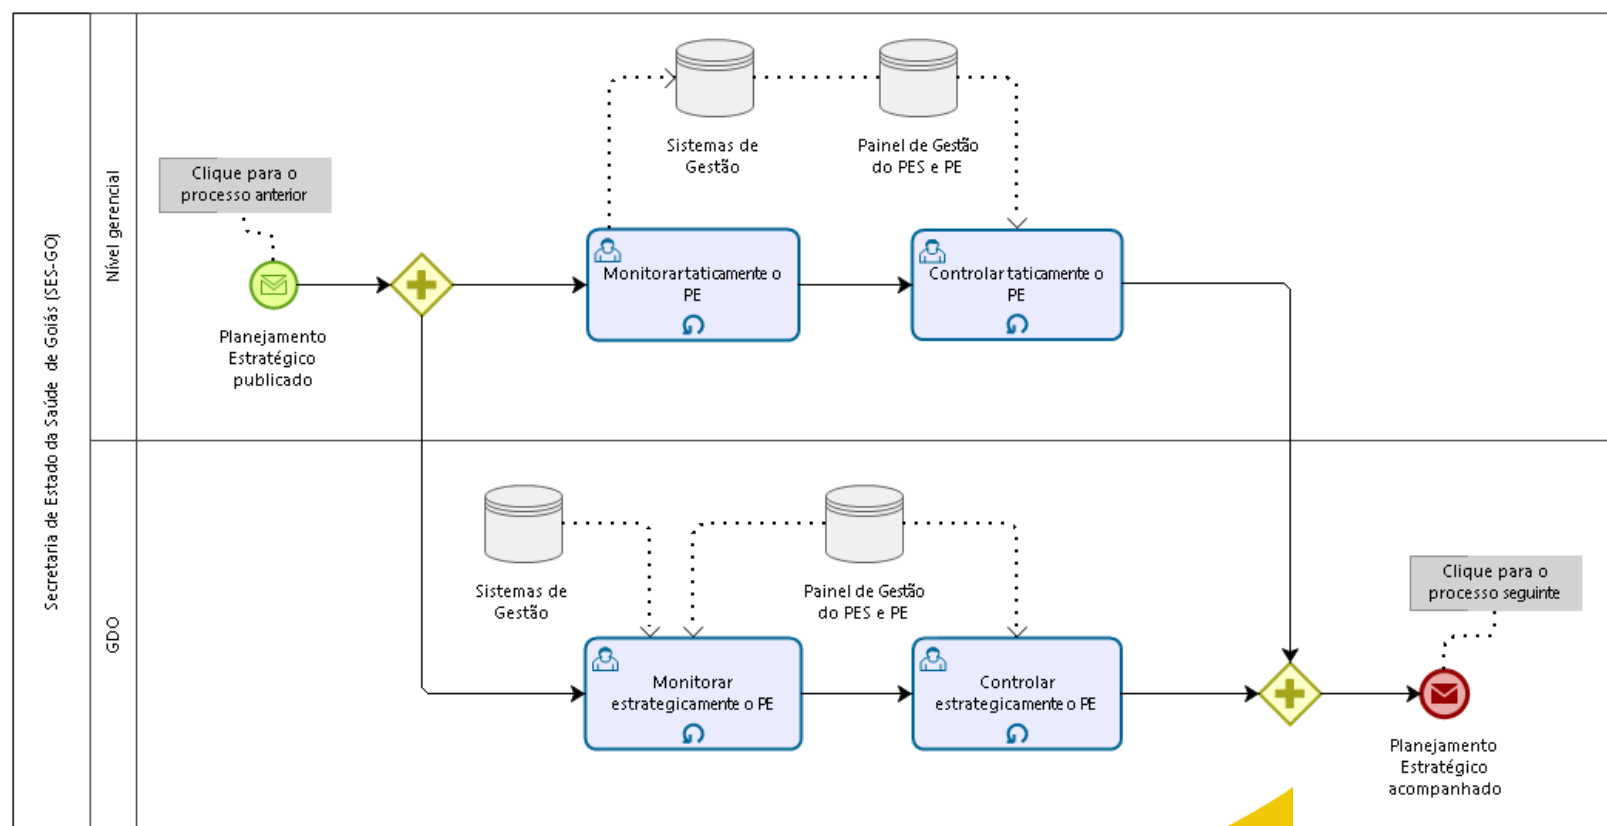 Secretaria de Estado da Saúde de Goiás (SES-GO)
Nível gerencial
Clique para o
processo anterior
Planejamento
Estratégico
publicado
Sistemas de
Gestão
Painel de Gestão
do PES e PE
Monitorar taticamente o
PE
Controlar taticamente o
PE
GDO
Sistemas de
Gestão
Painel de Gestão
do PES e PE
Monitorar
estrategicamente o PE
Controlar
estrategicamente o PE
Clique para o
processo seguinte
Planejamento
Estratégico
acompanhado